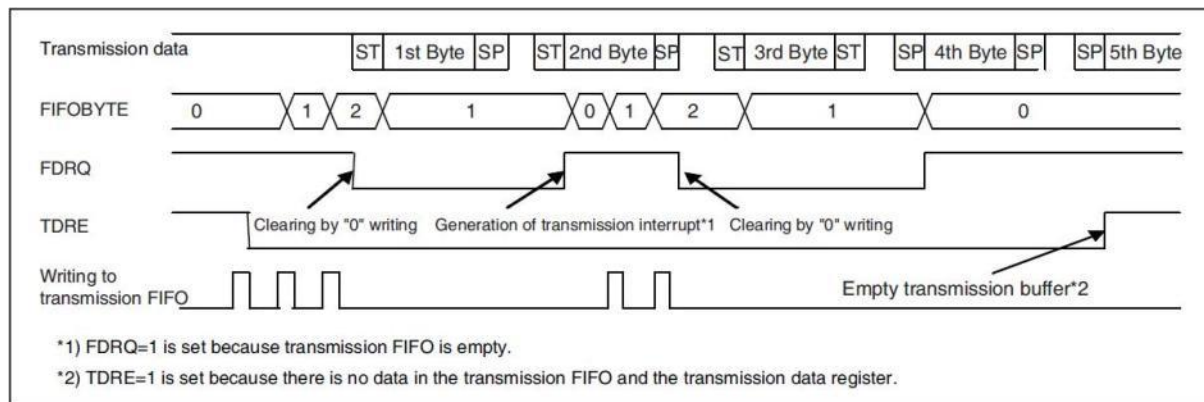 Transmission data ST 1st Byte SP ST 2nd Byte SP ST 3rd Byte ST SP 4th Byte SP SP 5th Byte
FIFOBYTE 0 1 2 1 0 1 2 1 0
FDRQ
Clearing by "0" writing Generation of transmission interrupt*1 Clearing by "0" writing
TDRE
Writing to
transmission FIFO
Empty transmission buffer*2
*1) FDRQ=1 is set because transmission FIFO is empty.
*2) TDRE=1 is set because there is no data in the transmission FIFO and the transmission data register.